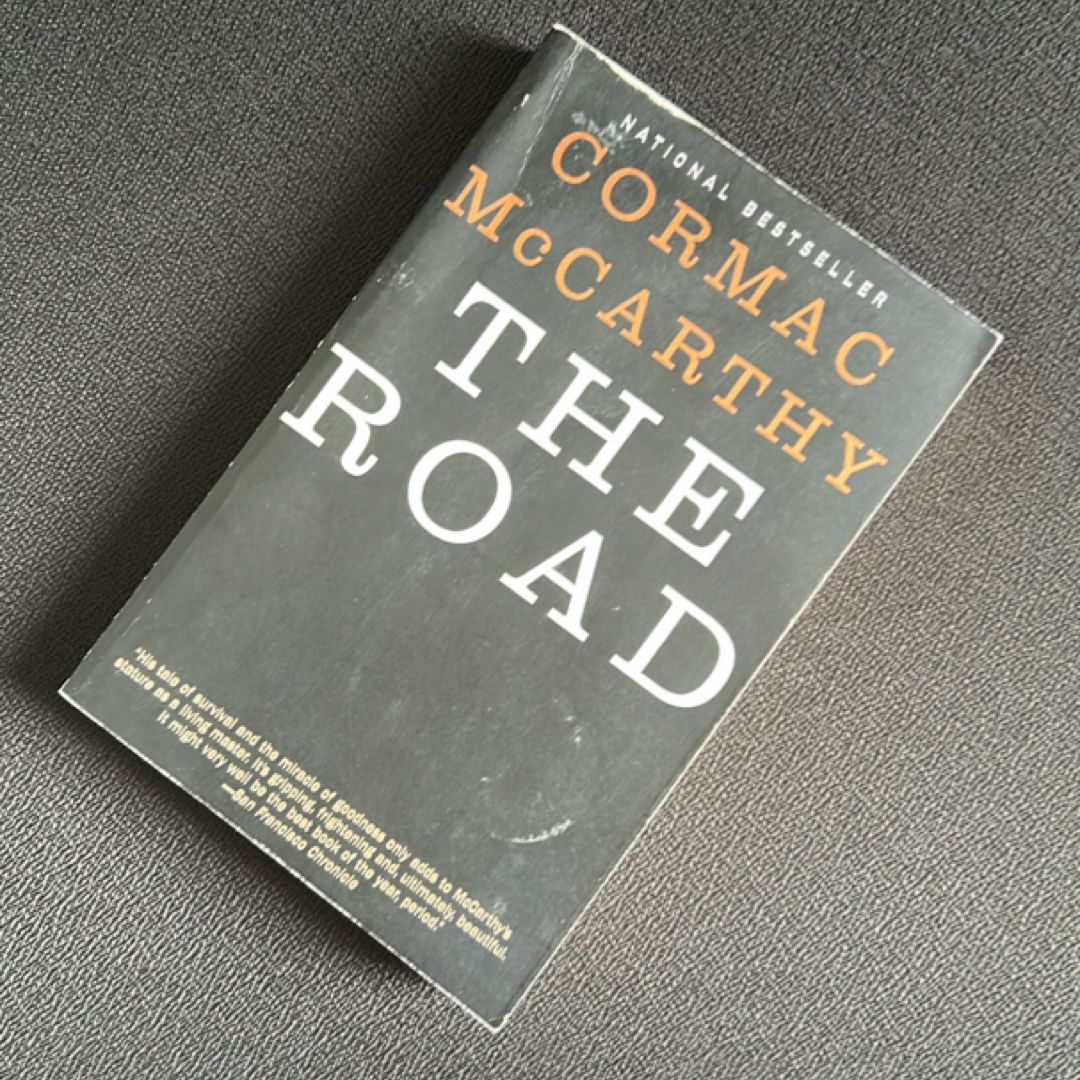 NATIONAL BESTSELLER
CORMAC
McCARTHY
THE
ROAD
"His tale of survival and the miracle of goodness only adds to McCarthy's
stature as a living master. It's gripping, frightening and, ultimately, beautiful.
It might very well be the best book of the year, period."
—San Francisco Chronicle